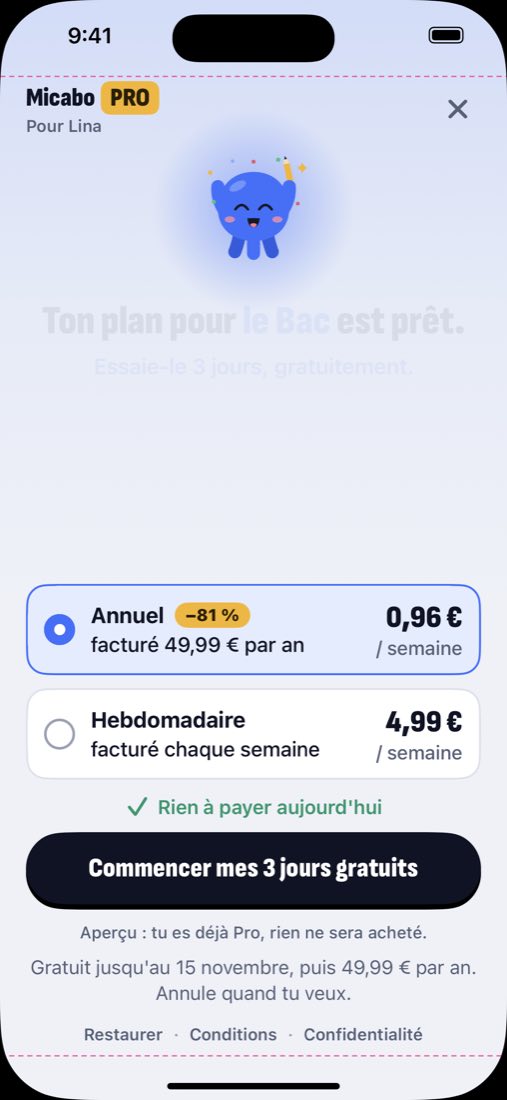 9:41
Micabo PRO
Pour Lina
Ton plan pour le Bac est prêt.
Essaie-le 3 jours, gratuitement.
Annuel −81 % 0,96 €
facturé 49,99 € par an / semaine
Hebdomadaire 4,99 €
facturé chaque semaine / semaine
Rien à payer aujourd'hui
Commencer mes 3 jours gratuits
Aperçu : tu es déjà Pro, rien ne sera acheté.
Gratuit jusqu'au 15 novembre, puis 49,99 € par an.
Annule quand tu veux.
Restaurer · Conditions · Confidentialité